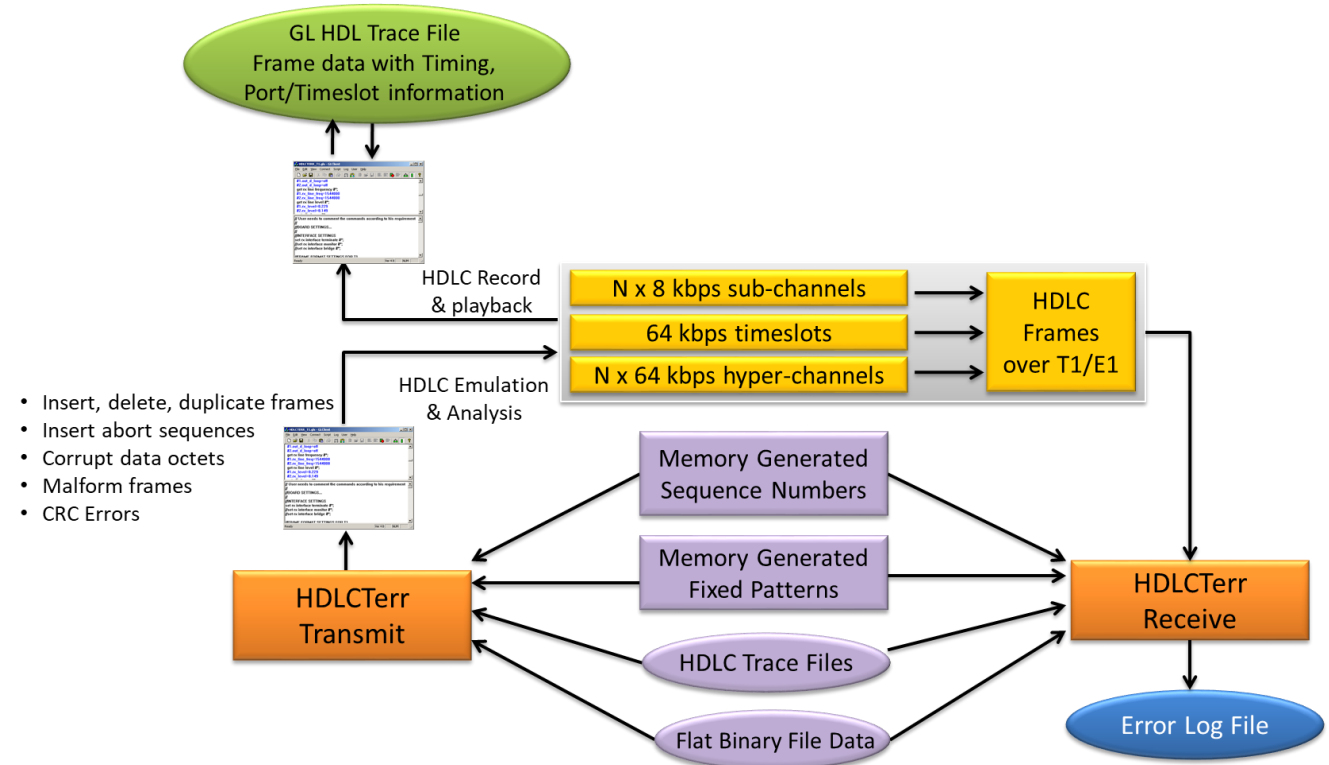 GL HDL Trace File
Frame data with Timing,
Port/Timeslot information
HDLC Record
& playback
N x 8 kbps sub-channels
64 kbps timeslots
N x 64 kbps hyper-channels
HDLC
Frames
over T1/E1
HDLC Emulation
& Analysis
• Insert, delete, duplicate frames
• Insert abort sequences
• Corrupt data octets
• Malform frames
• CRC Errors
Memory Generated
Sequence Numbers
Memory Generated
Fixed Patterns
HDLC Trace Files
Flat Binary File Data
HDLCTerr
Transmit
HDLCTerr
Receive
Error Log File